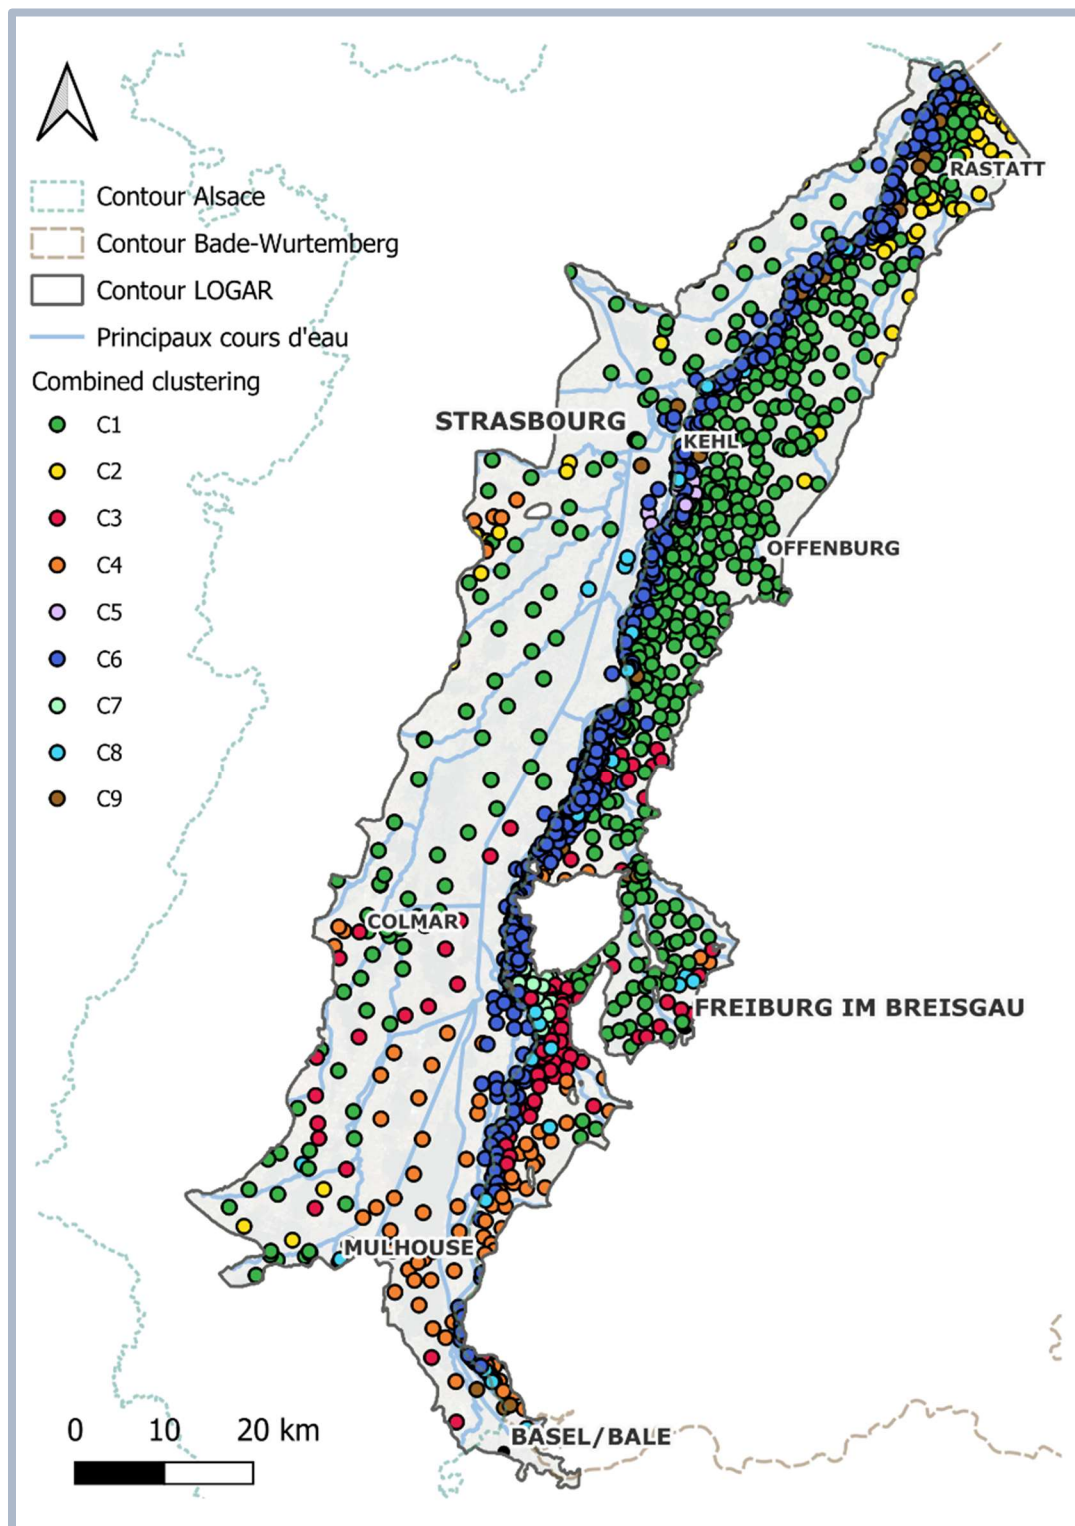 Contour Alsace
Contour Bade-Wurtemberg
Contour LOGAR
Principaux cours d'eau
Combined clustering
C1
C2
C3
C4
C5
C6
C7
C8
C9
RASTATT
STRASBOURG
KEHL
OFFENBURG
COLMAR
FREIBURG IM BREISGAU
MULHOUSE
BASEL/BALE
0 10 20 km